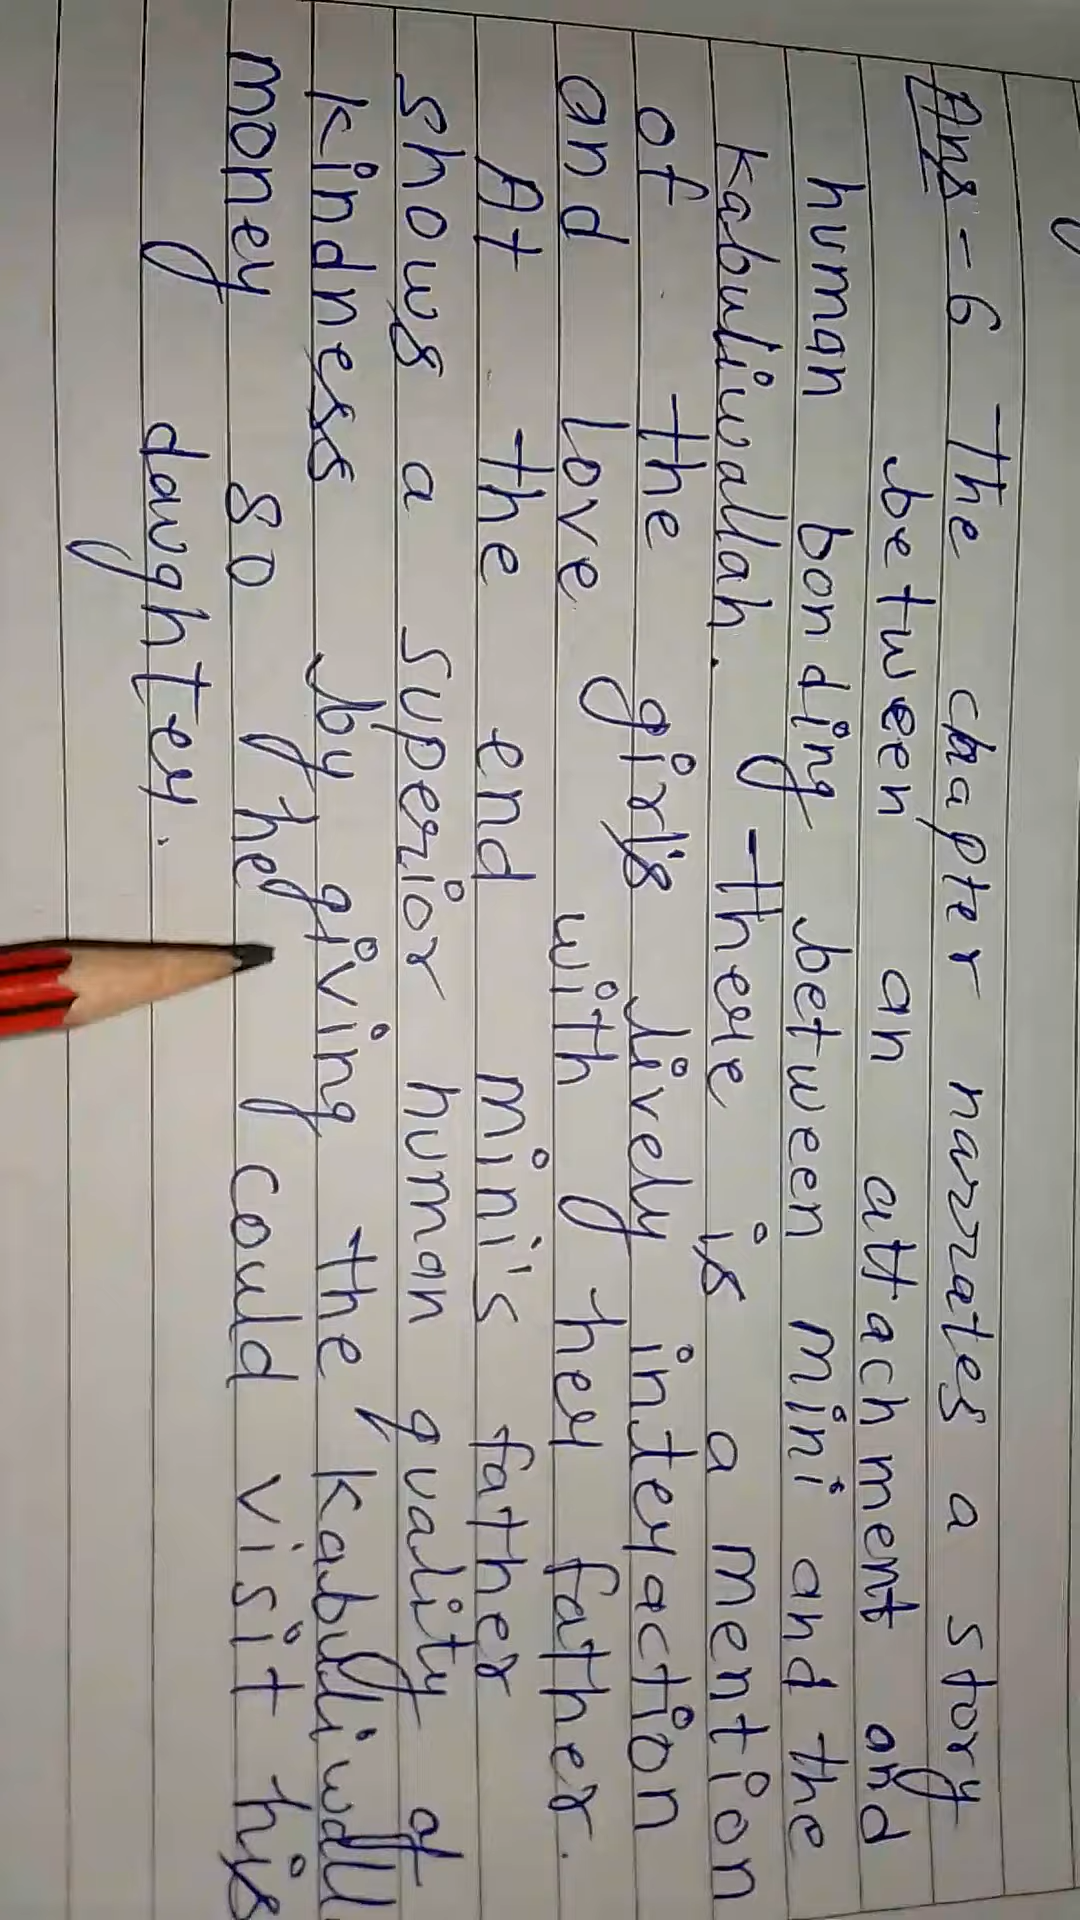 Ans-6 The chapter narrates a story
between an attachment and
human bonding between mini and the
kabuliwallah. There is a mention
of the girl's lively interaction
and love with her father.
At the end mini's father
shows a superior human quality of
kindness by giving the kabuliwall
money so he could visit his
daughter.